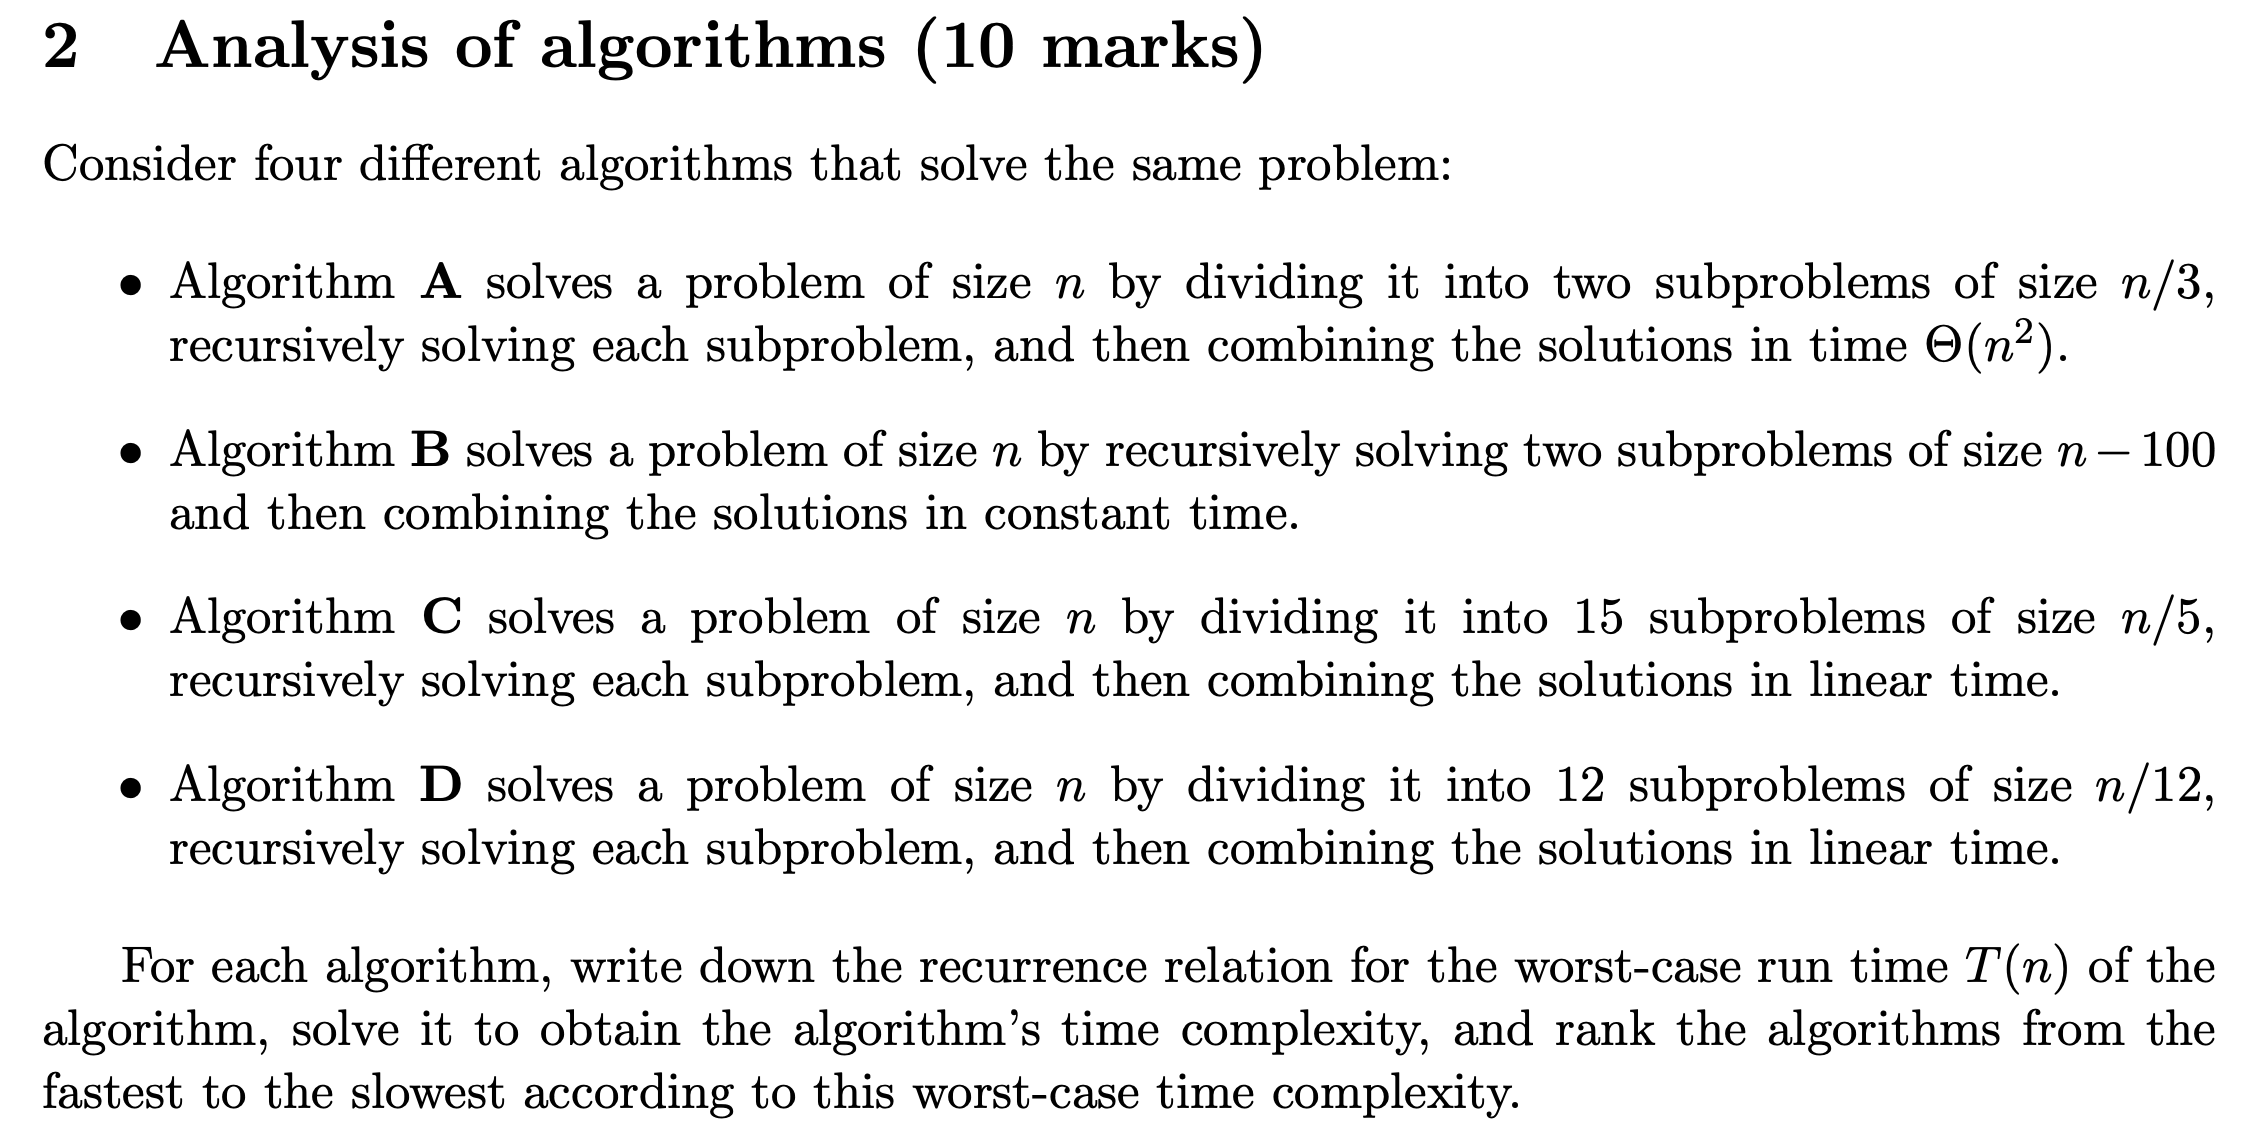 2 Analysis of algorithms (10 marks)
Consider four different algorithms that solve the same problem:
• Algorithm A solves a problem of size n by dividing it into two subproblems of size n/3,
recursively solving each subproblem, and then combining the solutions in time Θ(n²).
• Algorithm B solves a problem of size n by recursively solving two subproblems of size n − 100
and then combining the solutions in constant time.
• Algorithm C solves a problem of size n by dividing it into 15 subproblems of size n/5,
recursively solving each subproblem, and then combining the solutions in linear time.
• Algorithm D solves a problem of size n by dividing it into 12 subproblems of size n/12,
recursively solving each subproblem, and then combining the solutions in linear time.
For each algorithm, write down the recurrence relation for the worst-case run time T(n) of the
algorithm, solve it to obtain the algorithm's time complexity, and rank the algorithms from the
fastest to the slowest according to this worst-case time complexity.